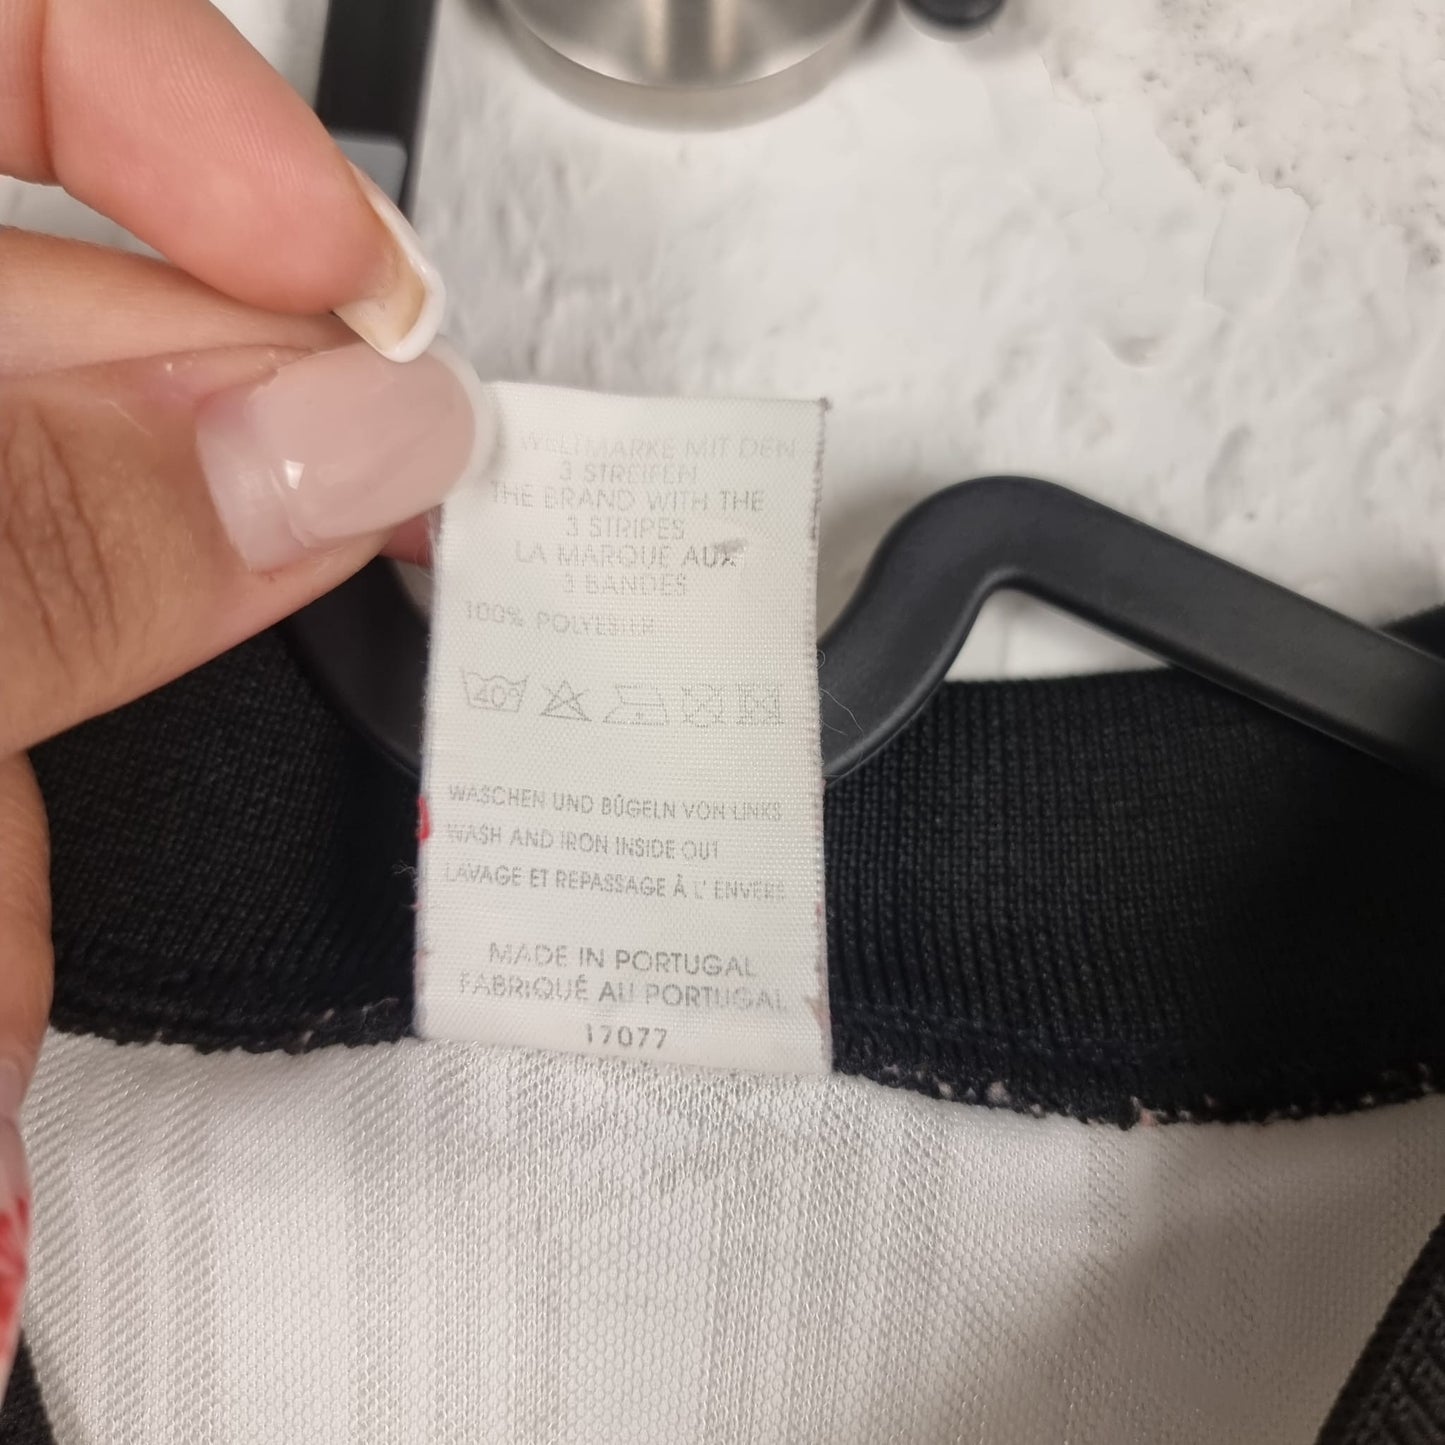 WELTMARKE MIT DEN
3 STREIFEN
THE BRAND WITH THE
3 STRIPES
LA MARQUE AUX
3 BANDES
100% POLYESTER
40°
WASCHEN UND BÜGELN VON LINKS
WASH AND IRON INSIDE OUT
LAVAGE ET REPASSAGE À L' ENVERS
MADE IN PORTUGAL
FABRIQUÉ AU PORTUGAL
17077